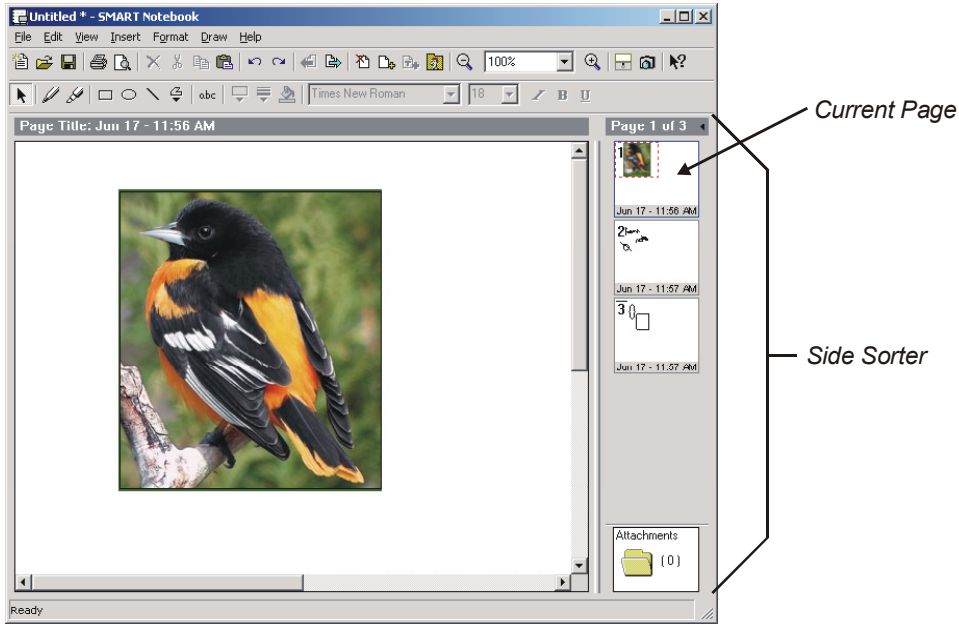 Untitled * - SMART Notebook
File Edit View Insert Format Draw Help
100%
abc
Times New Roman
18
I B U
Page Title: Jun 17 - 11:56 AM
Page 1 of 3
Current Page
1
Jun 17 - 11:56 AM
2
Jun 17 - 11:57 AM
3
Jun 17 - 11:57 AM
Side Sorter
Attachments
(0)
Ready